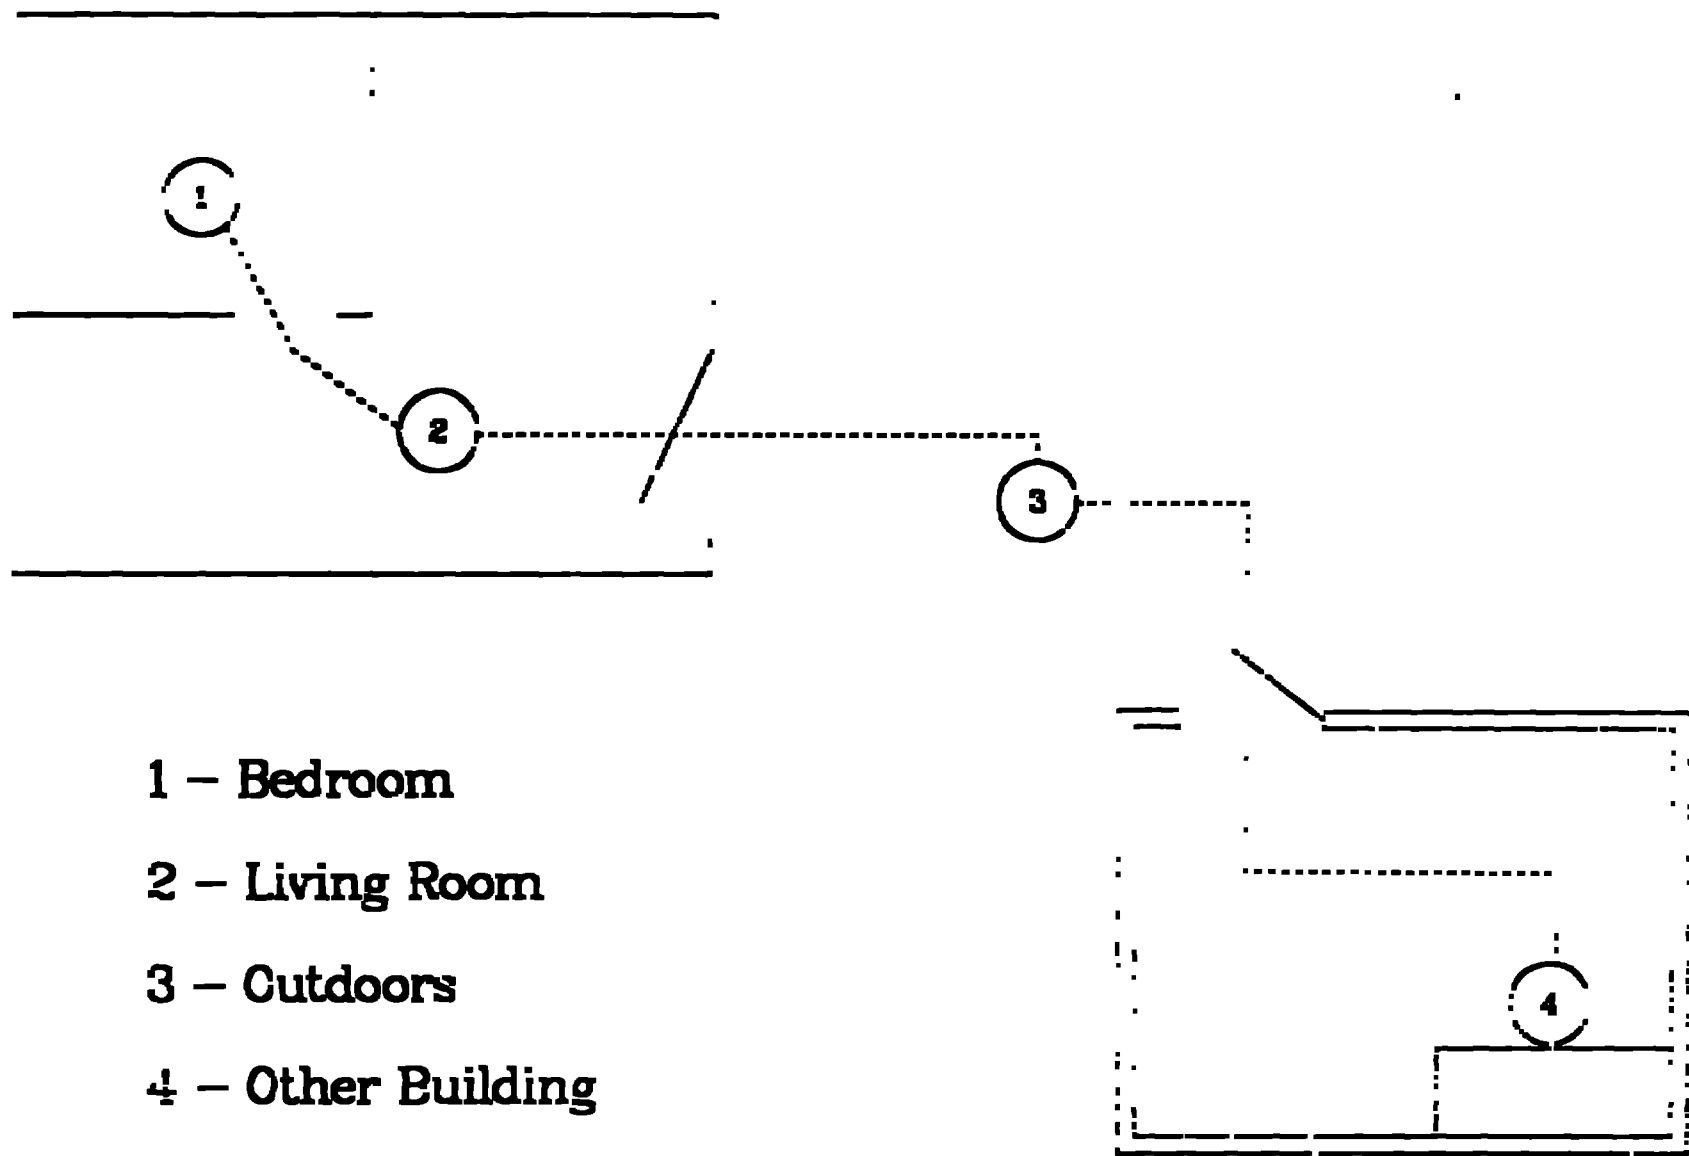 1
2
3
4
1 – Bedroom
2 – Living Room
3 – Outdoors
4 – Other Building